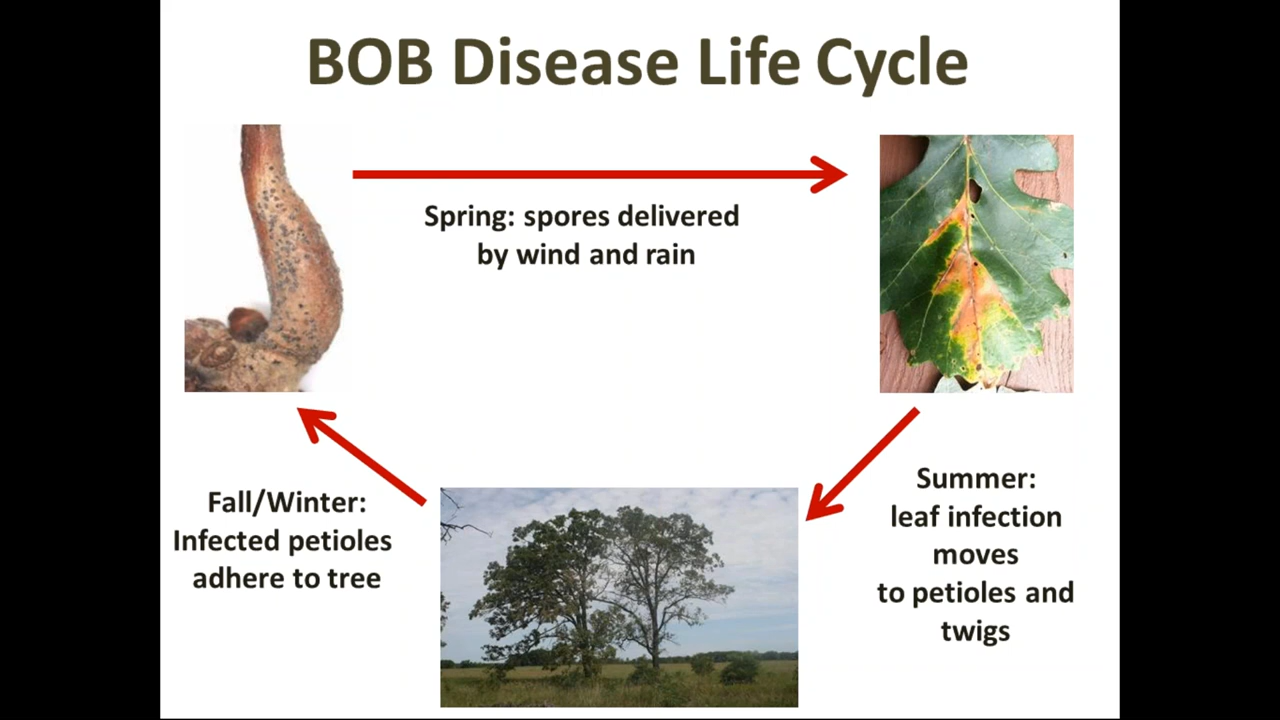 BOB Disease Life Cycle
Spring: spores delivered
by wind and rain
Summer:
leaf infection
moves
to petioles and
twigs
Fall/Winter:
Infected petioles
adhere to tree